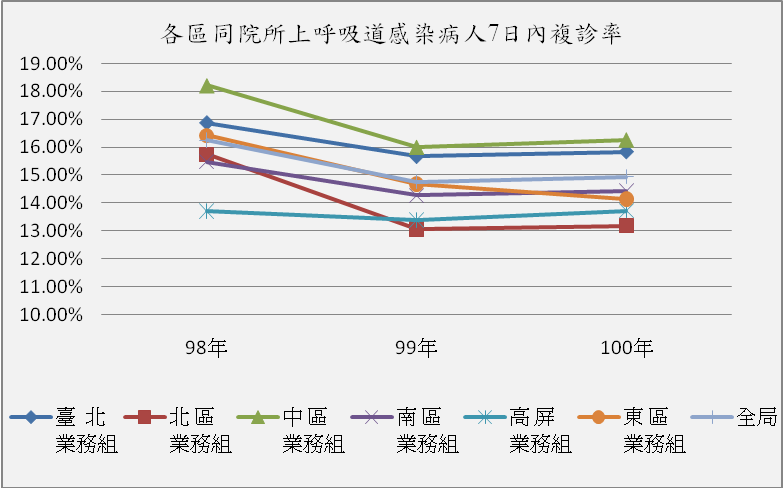 各區同院所上呼吸道感染病人7日內複診率
19.00%
18.00%
17.00%
16.00%
15.00%
14.00%
13.00%
12.00%
11.00%
10.00%
98年
99年
100年
臺 北
業務組
北區
業務組
中區
業務組
南區
業務組
高屏
業務組
東區
業務組
全局